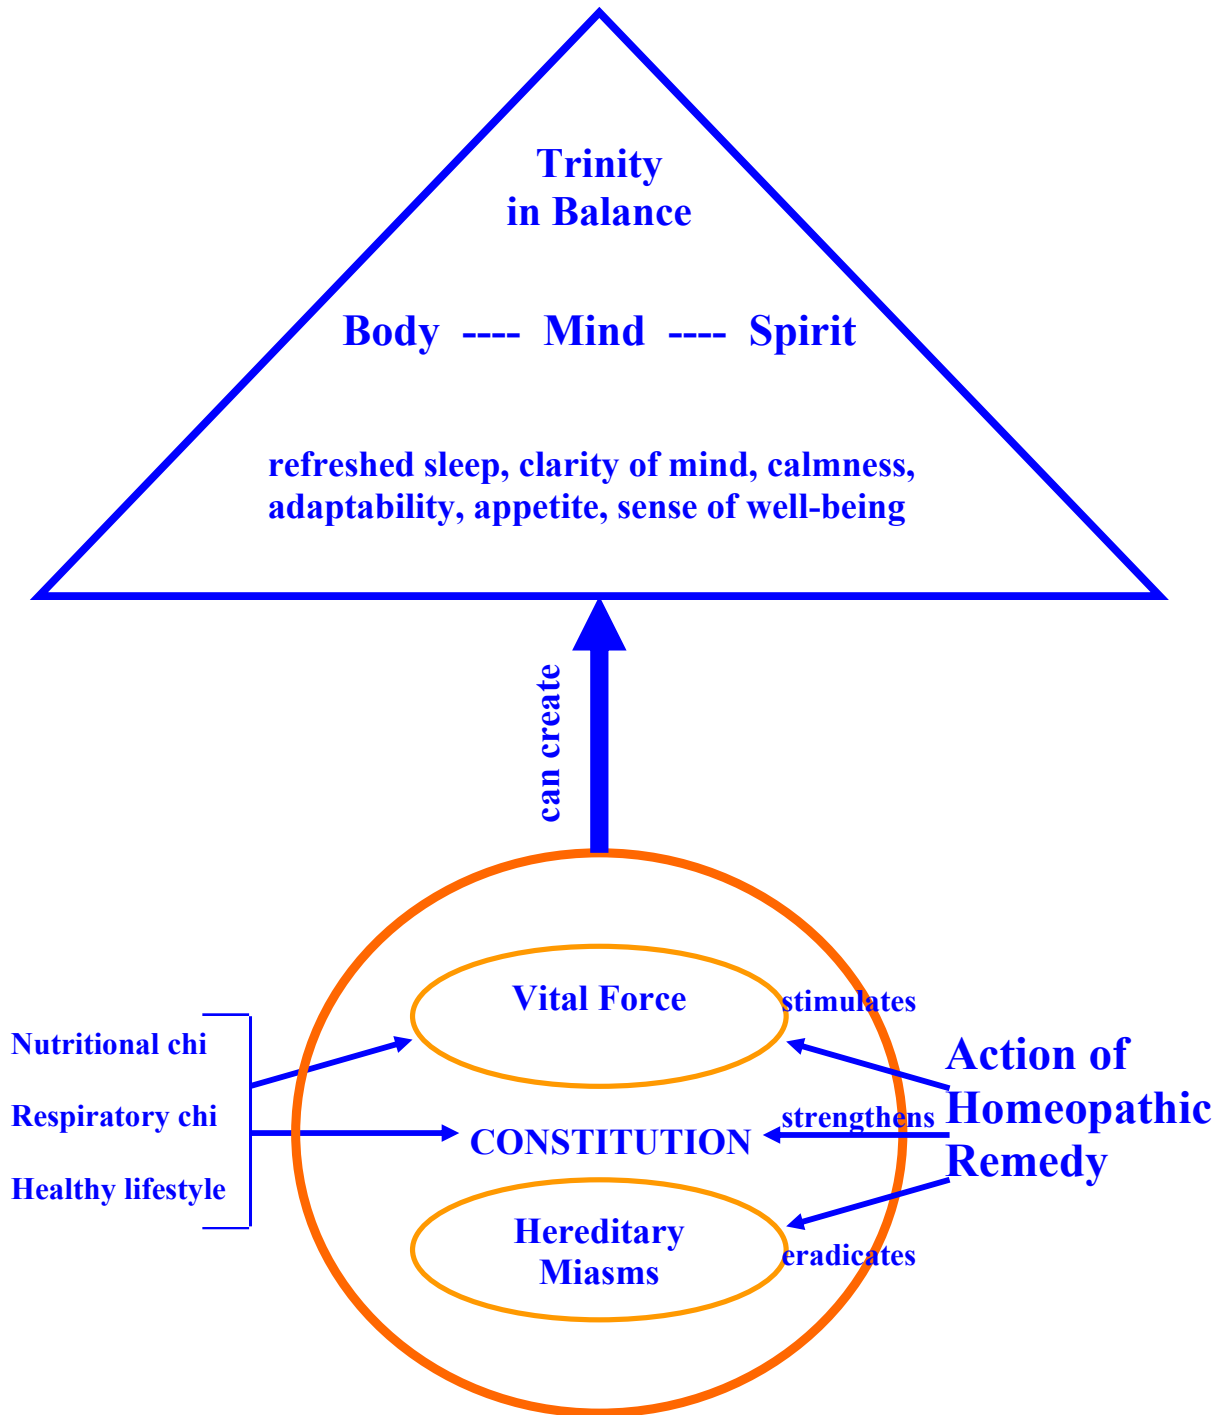 Trinity
in Balance
Body ---- Mind ---- Spirit
refreshed sleep, clarity of mind, calmness,
adaptability, appetite, sense of well-being
can create
Vital Force
stimulates
Nutritional chi
Respiratory chi
Healthy lifestyle
CONSTITUTION
strengthens
Action of
Homeopathic
Remedy
Hereditary
Miasms
eradicates